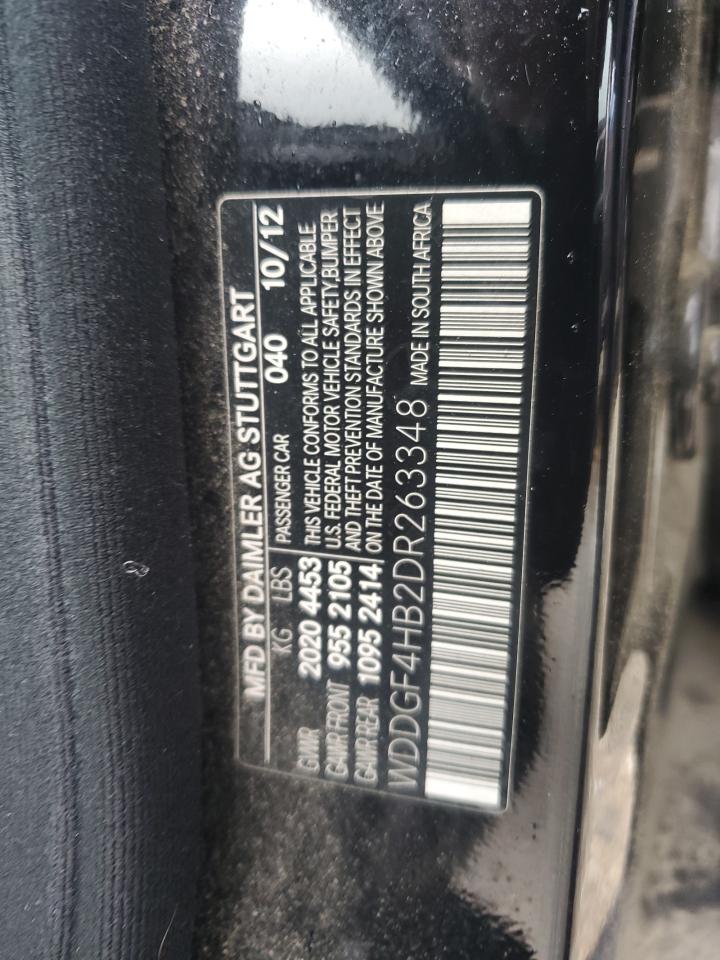 MFD BY DAIMLER AG STUTTGART
KG LBS PASSENGER CAR 040 10/12
GVWR 2020 4453 THIS VEHICLE CONFORMS TO ALL APPLICABLE
GAWR FRONT 955 2105 U.S. FEDERAL MOTOR VEHICLE SAFETY,BUMPER
GAWR REAR 1095 2414 AND THEFT PREVENTION STANDARDS IN EFFECT
ON THE DATE OF MANUFACTURE SHOWN ABOVE
WDDGF4HB2DR263348 MADE IN SOUTH AFRICA